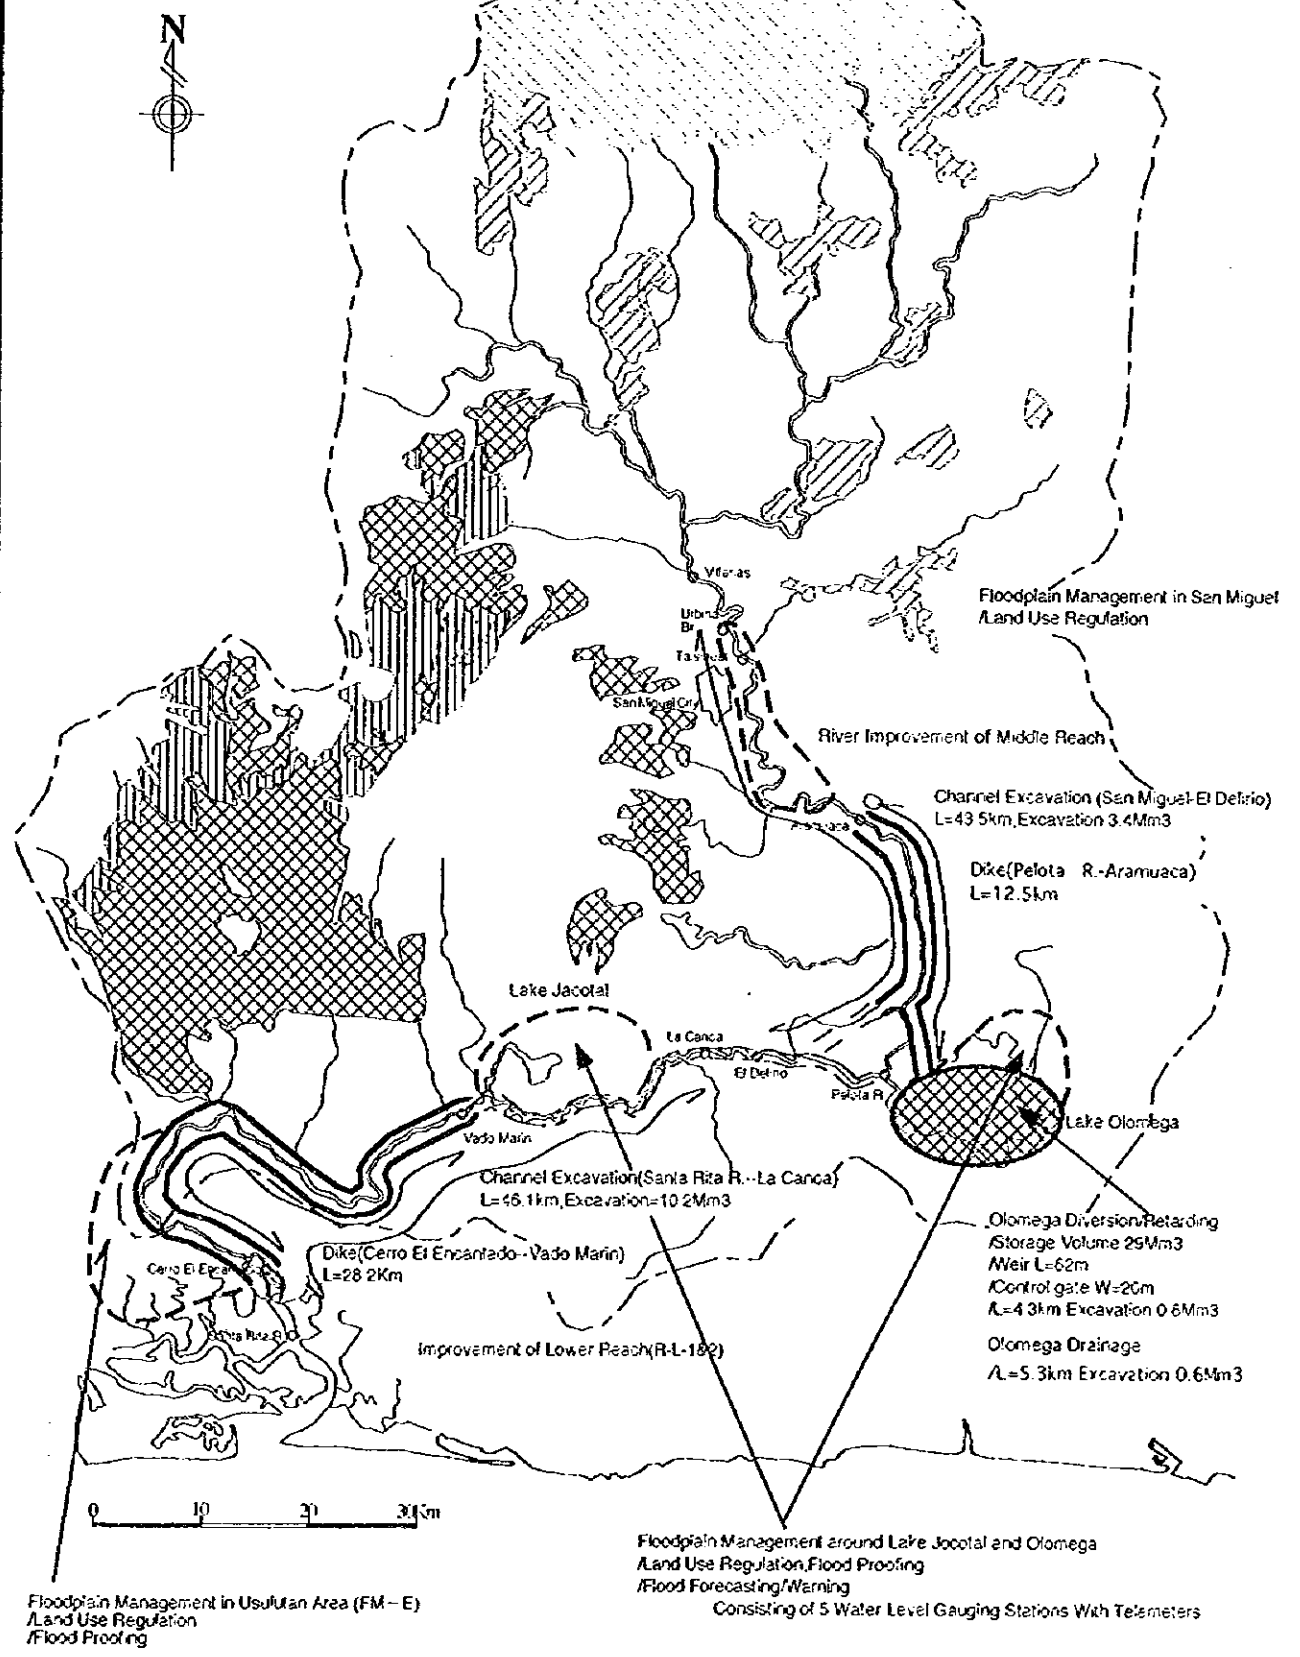 N
Villerias
Urbina
Br
San Miguel City
Floodplain Management in San Miguel
/Land Use Regulation
River Improvement of Middle Reach
Channel Excavation (San Miguel-El Delirio)
L=43.5km,Excavation 3.4Mm3
Aramuaca
Dike(Pelota R.-Aramuaca)
L=12.5km
Lake Jocotal
La Canoa
El Delirio
Pelota R
Lake Olomega
Vado Marin
Channel Excavation(Santa Rita R.--La Canoa)
L=46.1km,Excavation=10.2Mm3
Olomega Diversion/Retarding
/Storage Volume 29Mm3
/Weir L=62m
/Control gate W=20m
/L=4.3km Excavation 0.6Mm3
Dike(Cerro El Encantado--Vado Marin)
L=28.2Km
Cerro El
Santa Rita R
Improvement of Lower Reach(R-L-1&2)
Olomega Drainage
/L=5.3km Excavation 0.6Mm3
0 10 20 30Km
Floodplain Management around Lake Jocotal and Olomega
/Land Use Regulation,Flood Proofing
/Flood Forecasting/Warning
Consisting of 5 Water Level Gauging Stations With Telemeters
Floodplain Management in Usulutan Area (FM-E)
/Land Use Regulation
/Flood Proofing